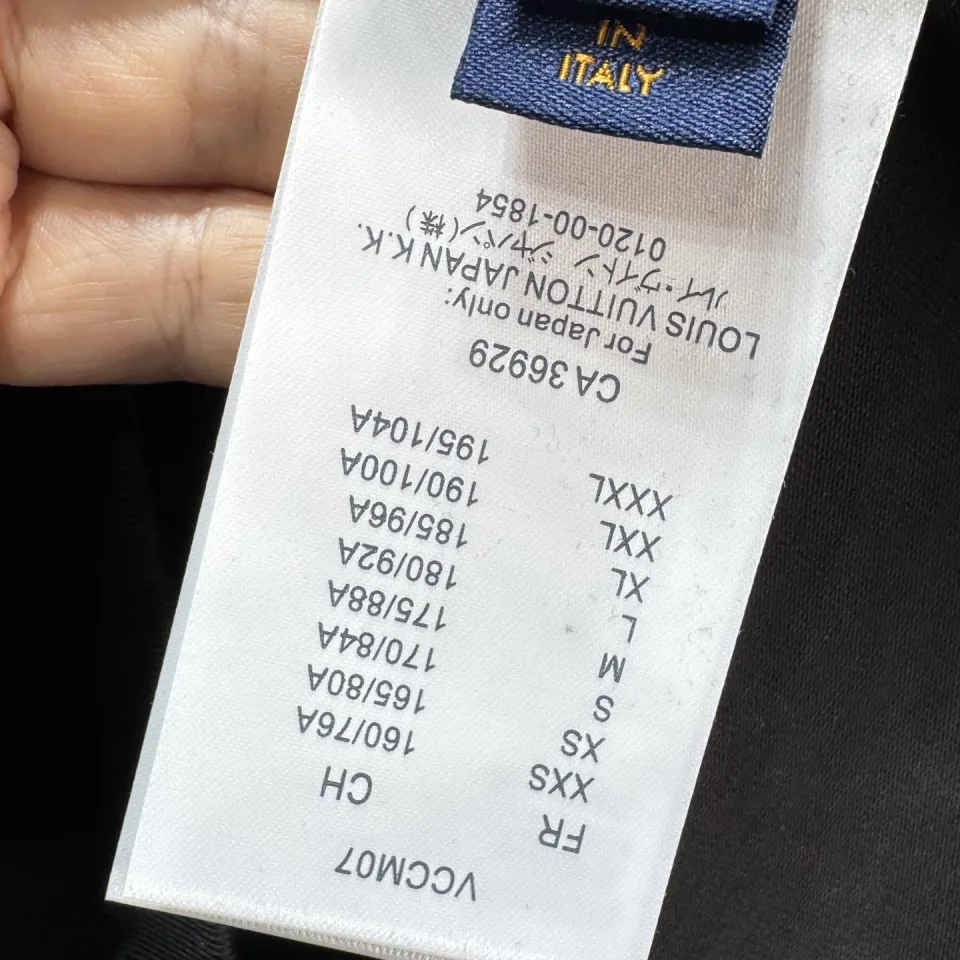 IN
ITALY
VCCM07
FR CH
XXS 160/76A
XS 165/80A
S 170/84A
M 175/88A
L 180/92A
XL 185/96A
XXL 190/100A
XXXL 195/104A
CA 36929
For Japan only:
LOUIS VUITTON JAPAN K.K.
ルイ・ヴィトン ジャパン(株)
0120-00-1854